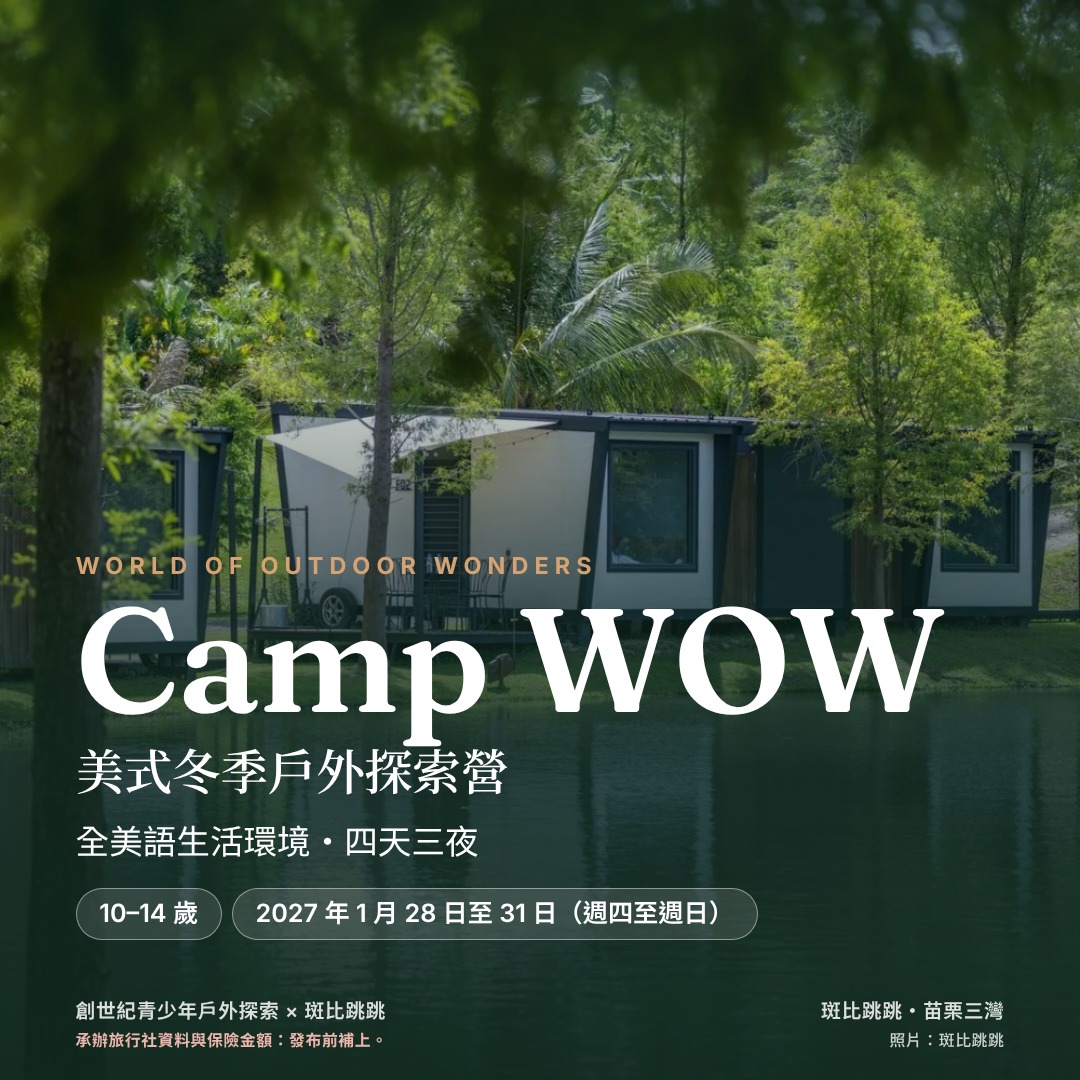 WORLD OF OUTDOOR WONDERS
Camp WOW
美式冬季戶外探索營
全美語生活環境・四天三夜
10–14 歲
2027 年 1 月 28 日至 31 日（週四至週日）
創世紀青少年戶外探索 × 斑比跳跳
承辦旅行社資料與保險金額：發布前補上。
斑比跳跳・苗栗三灣
照片：斑比跳跳